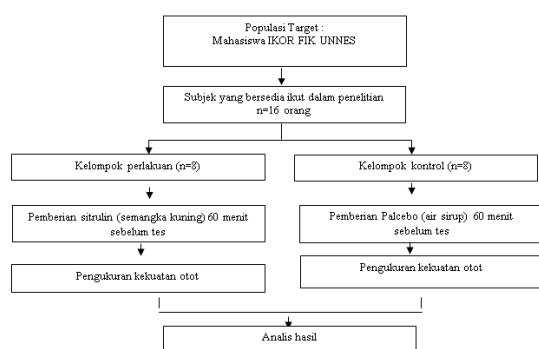 Populasi Target :
Mahasiswa IKOR FIK UNNES
Subjek yang bersedia ikut dalam penelitian
n=16 orang
Kelompok perlakuan (n=8)
Kelompok kontrol (n=8)
Pemberian sitrulin (semangka kuning) 60 menit
sebelum tes
Pemberian Palcebo (air sirup) 60 menit
sebelum tes
Pengukuran kekuatan otot
Pengukuran kekuatan otot
Analis hasil